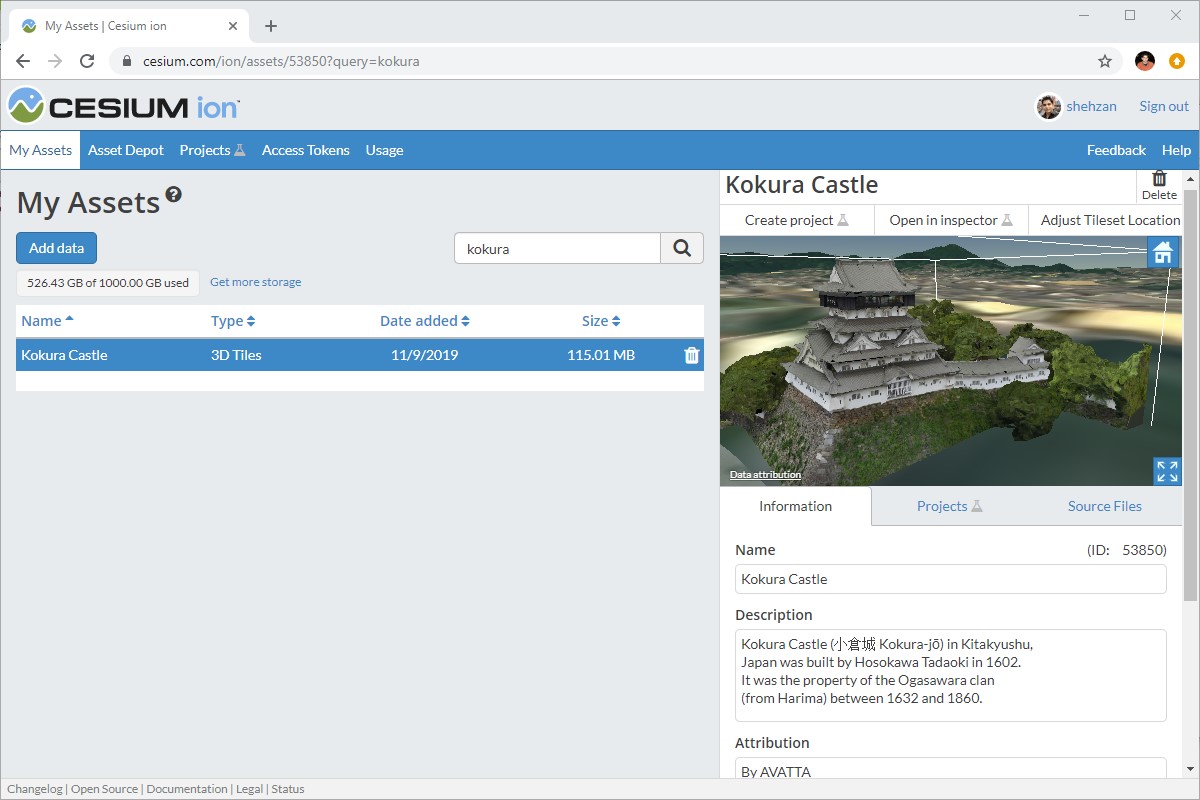 My Assets | Cesium ion
cesium.com/ion/assets/53850?query=kokura
CESIUM ion
shehzan
Sign out
My Assets
Asset Depot
Projects
Access Tokens
Usage
Feedback
Help
My Assets
Add data
kokura
526.43 GB of 1000.00 GB used
Get more storage
Name Type Date added Size
Kokura Castle 3D Tiles 11/9/2019 115.01 MB
Kokura Castle
Delete
Create project
Open in inspector
Adjust Tileset Location
Data attribution
Information
Projects
Source Files
Name (ID: 53850)
Kokura Castle
Description
Kokura Castle (小倉城 Kokura-jō) in Kitakyushu,
Japan was built by Hosokawa Tadaoki in 1602.
It was the property of the Ogasawara clan
(from Harima) between 1632 and 1860.
Attribution
By AVATTA
Changelog | Open Source | Documentation | Legal | Status